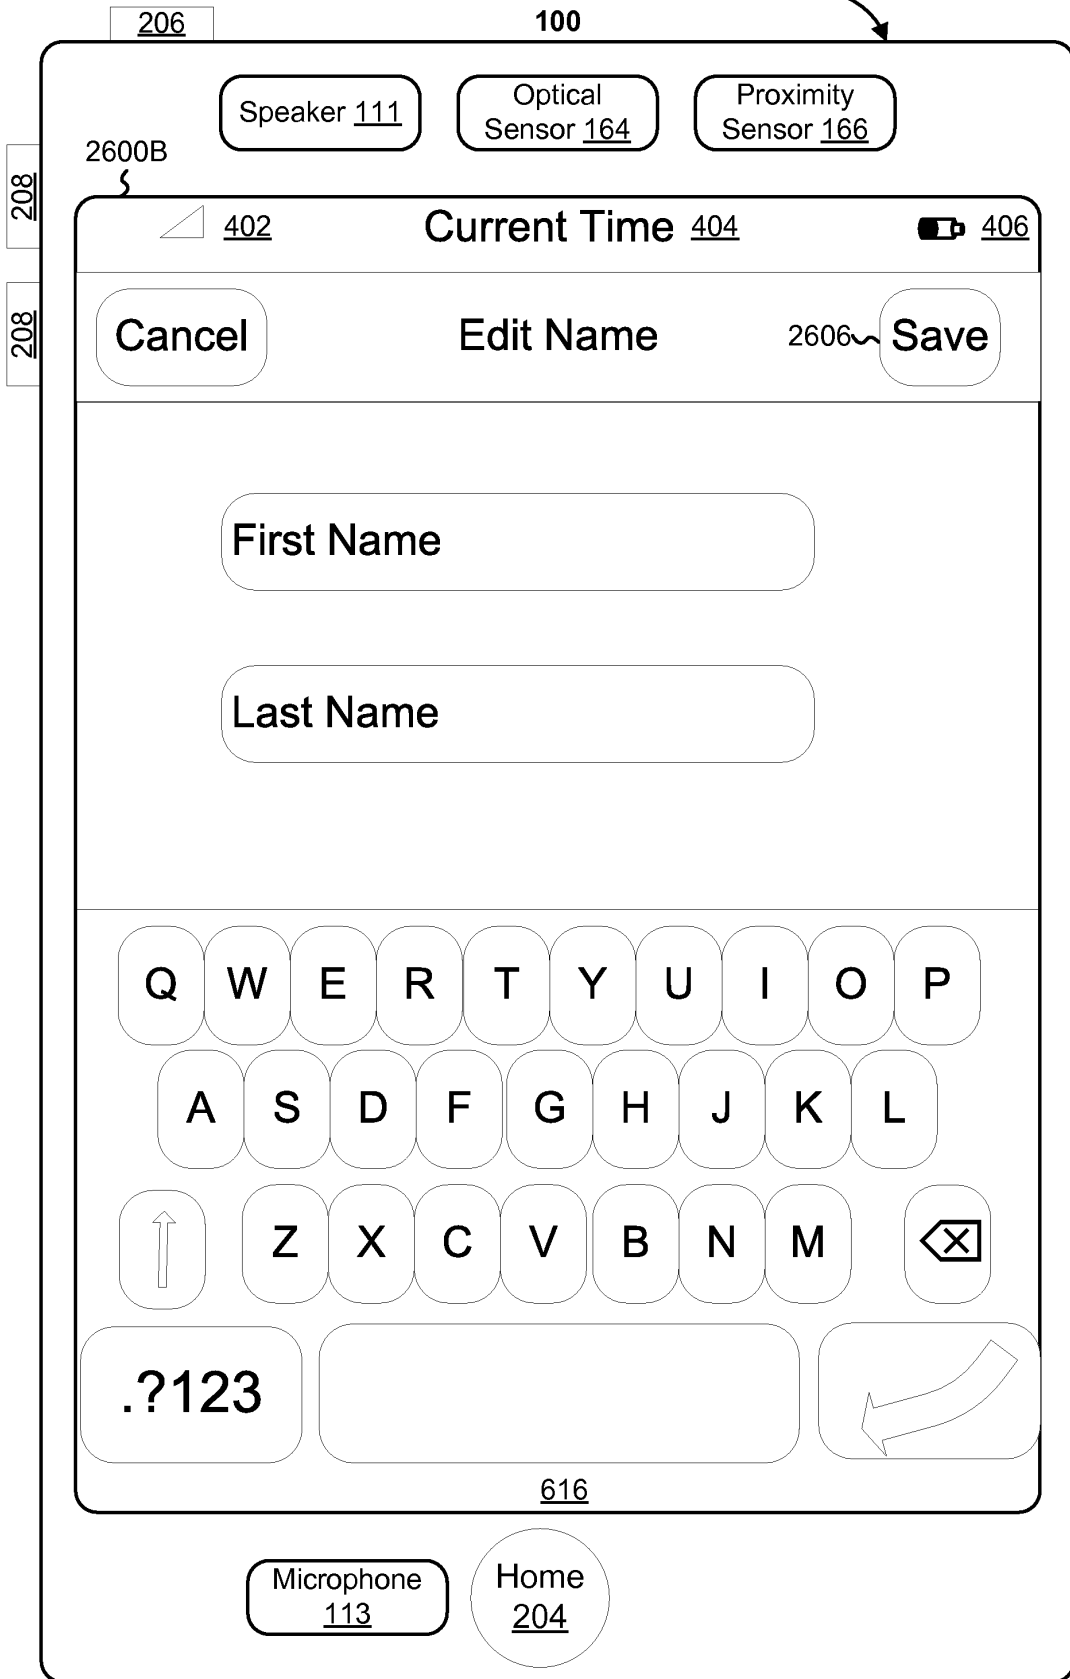 206
100
Speaker 111
Optical
Sensor 164
Proximity
Sensor 166
2600B
208
402
Current Time 404
406
208
Cancel
Edit Name
2606
Save
First Name
Last Name
Q W E R T Y U I O P
A S D F G H J K L
Z X C V B N M
.?123
616
Microphone
113
Home
204